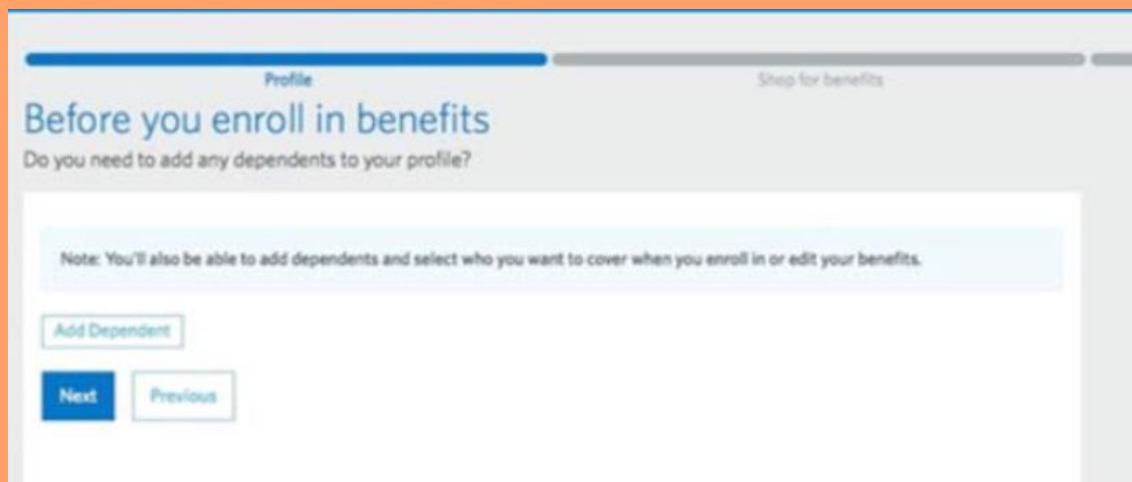 Profile
Shop for benefits
Before you enroll in benefits
Do you need to add any dependents to your profile?
Note: You'll also be able to add dependents and select who you want to cover when you enroll in or edit your benefits.
Add Dependent
Next
Previous